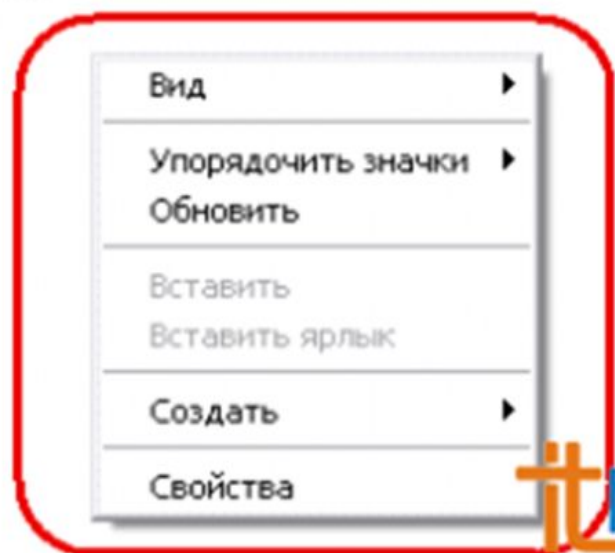 Вид
Упорядочить значки
Обновить
Вставить
Вставить ярлык
Создать
Свойства